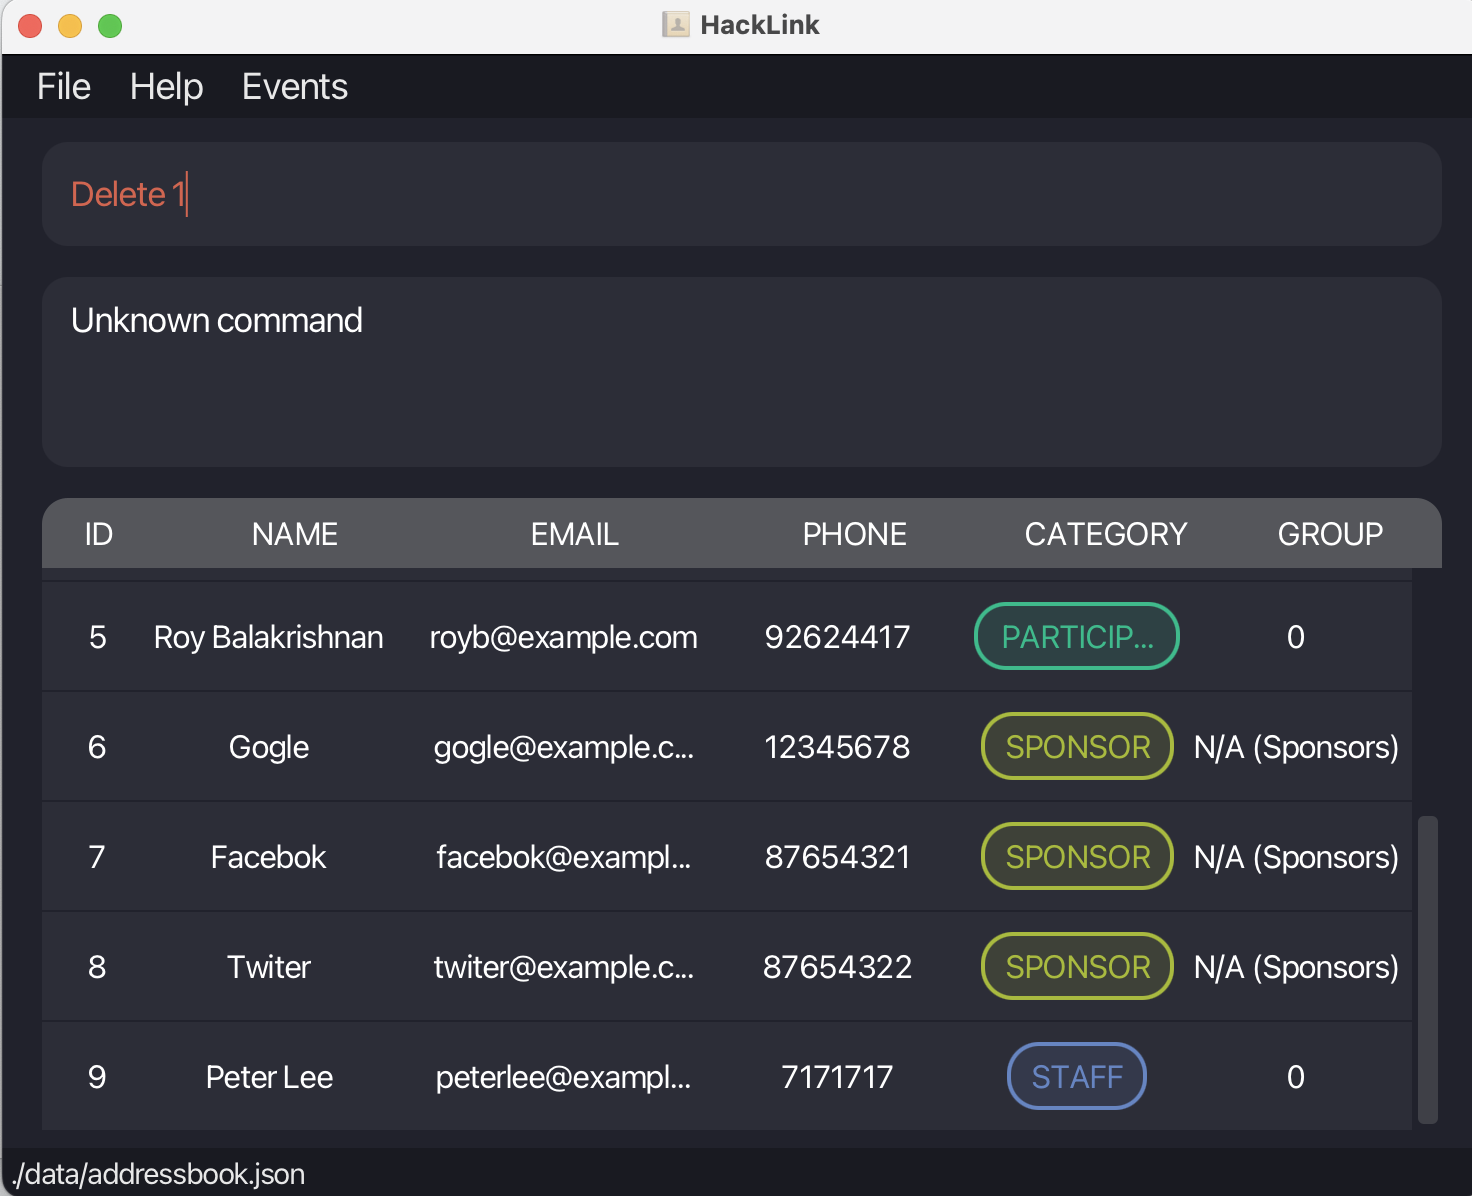 HackLink
File Help Events
Delete 1
Unknown command
ID NAME EMAIL PHONE CATEGORY GROUP
5 Roy Balakrishnan royb@example.com 92624417 PARTICIP... 0
6 Gogle gogle@example.c... 12345678 SPONSOR N/A (Sponsors)
7 Facebok facebok@exampl... 87654321 SPONSOR N/A (Sponsors)
8 Twiter twiter@example.c... 87654322 SPONSOR N/A (Sponsors)
9 Peter Lee peterlee@exampl... 7171717 STAFF 0
./data/addressbook.json